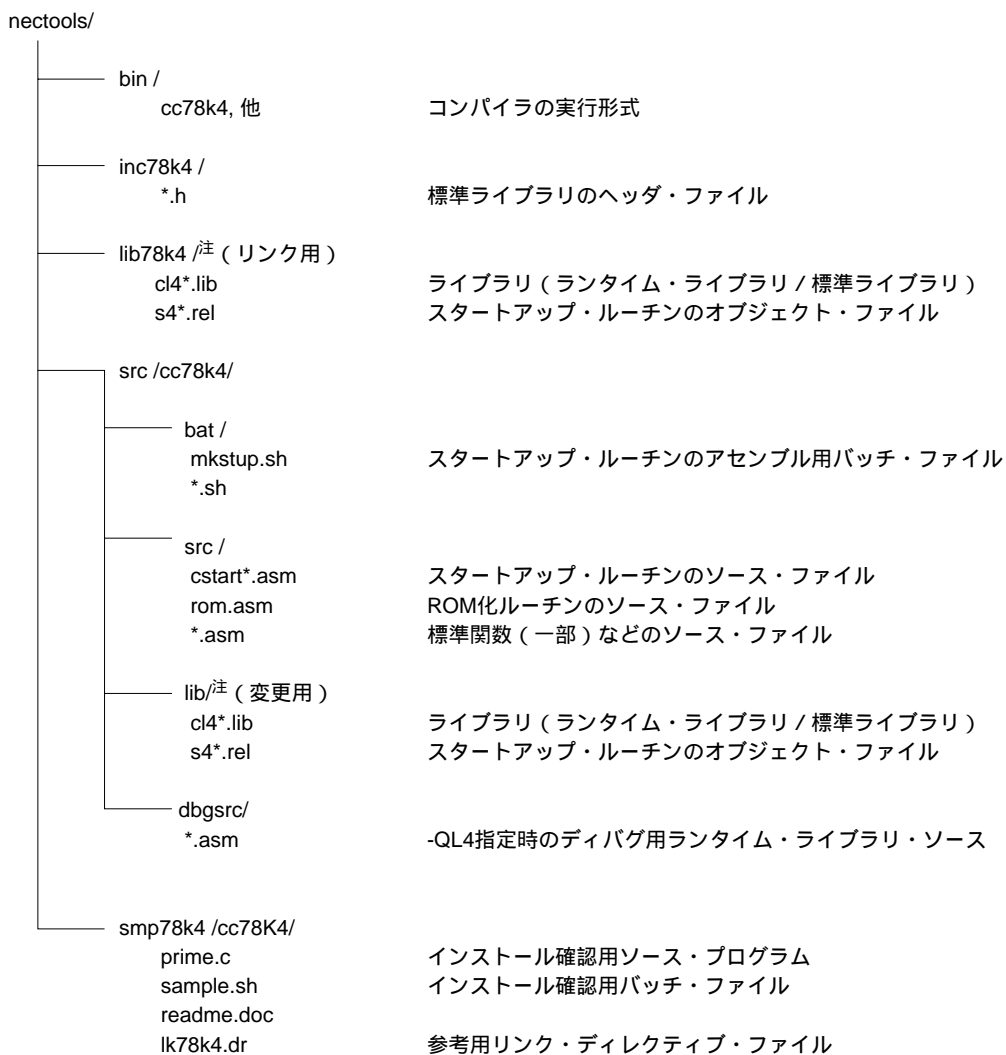 nectools/
bin /
cc78k4, 他 コンパイラの実行形式
inc78k4 /
*.h 標準ライブラリのヘッダ・ファイル
lib78k4 /注（リンク用）
cl4*.lib ライブラリ（ランタイム・ライブラリ／標準ライブラリ）
s4*.rel スタートアップ・ルーチンのオブジェクト・ファイル
src /cc78k4/
bat /
mkstup.sh スタートアップ・ルーチンのアセンブル用バッチ・ファイル
*.sh
src /
cstart*.asm スタートアップ・ルーチンのソース・ファイル
rom.asm ROM化ルーチンのソース・ファイル
*.asm 標準関数（一部）などのソース・ファイル
lib/注（変更用）
cl4*.lib ライブラリ（ランタイム・ライブラリ／標準ライブラリ）
s4*.rel スタートアップ・ルーチンのオブジェクト・ファイル
dbgsrc/
*.asm -QL4指定時のディバグ用ランタイム・ライブラリ・ソース
smp78k4 /cc78K4/
prime.c インストール確認用ソース・プログラム
sample.sh インストール確認用バッチ・ファイル
readme.doc
lk78k4.dr 参考用リンク・ディレクティブ・ファイル